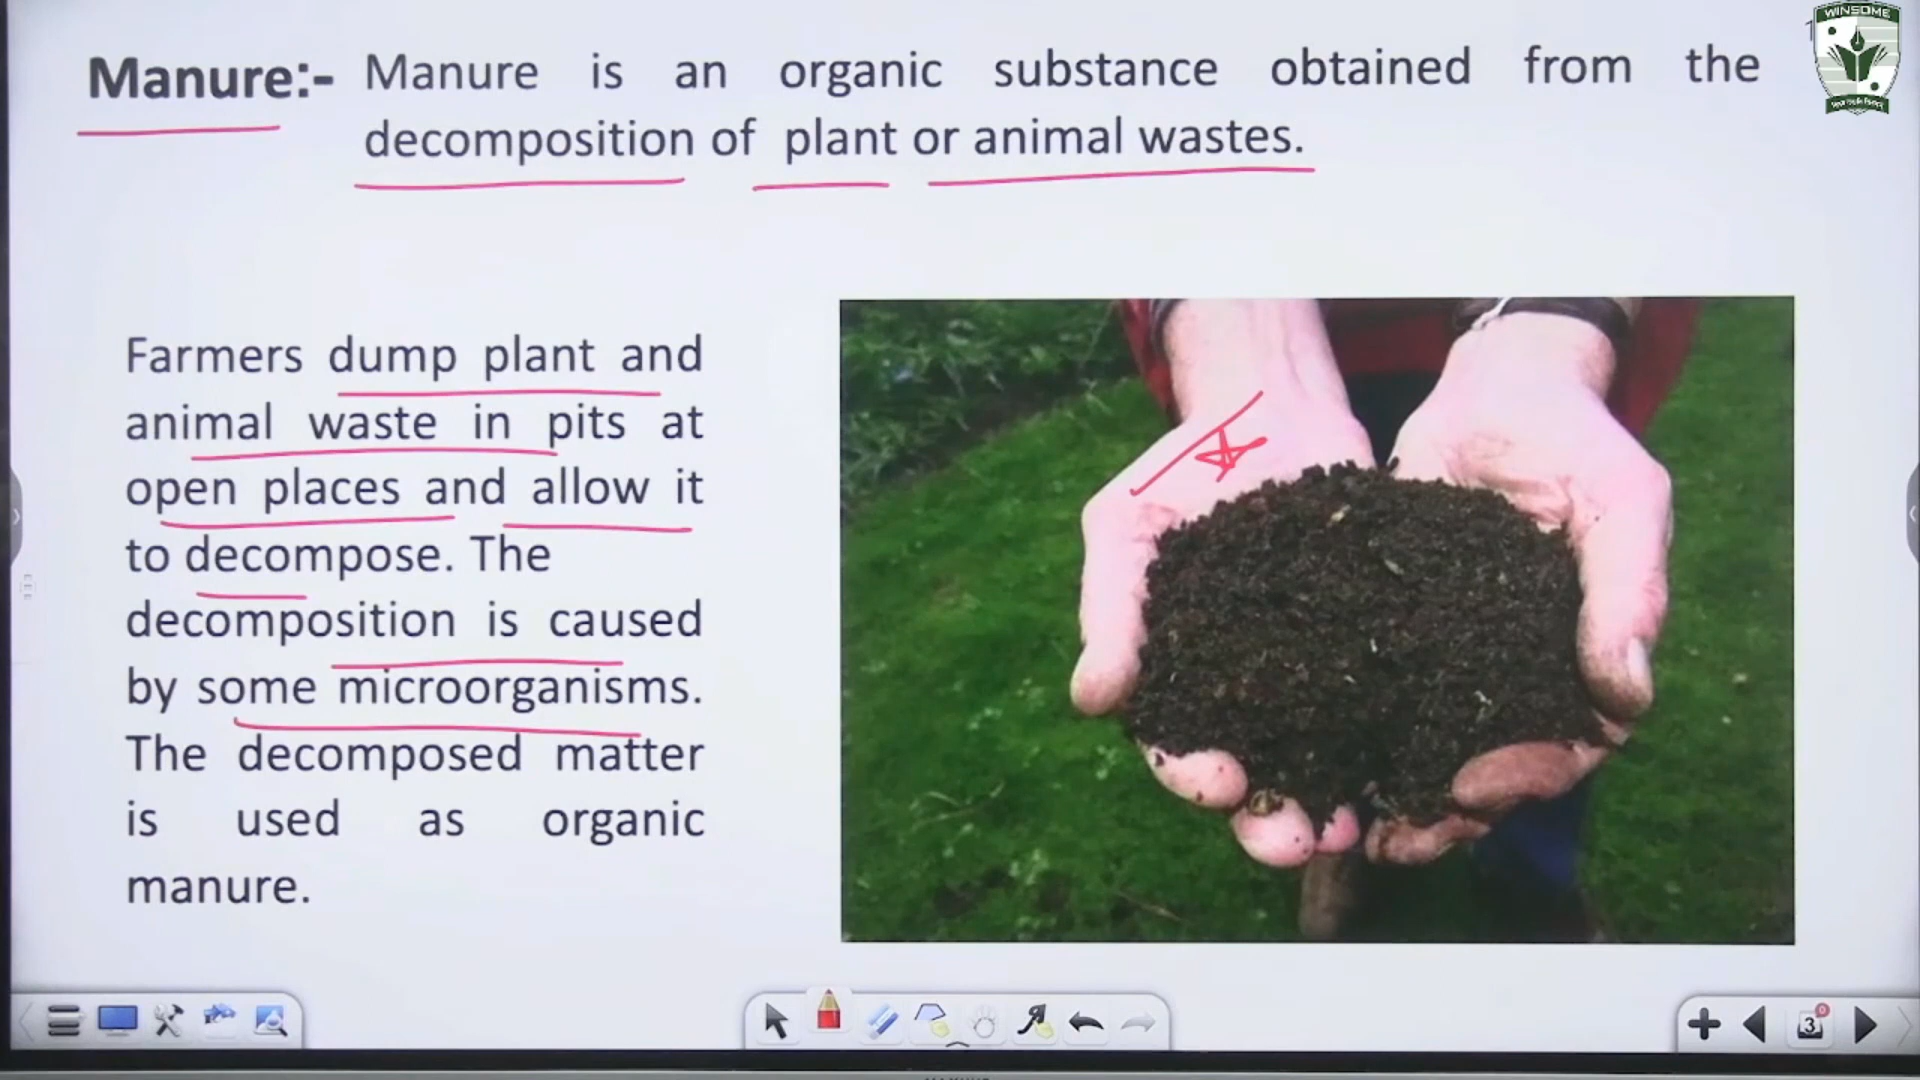 WINSOME
Manure:- Manure is an organic substance obtained from the
decomposition of plant or animal wastes.
Farmers dump plant and
animal waste in pits at
open places and allow it
to decompose. The
decomposition is caused
by some microorganisms.
The decomposed matter
is used as organic
manure.
3